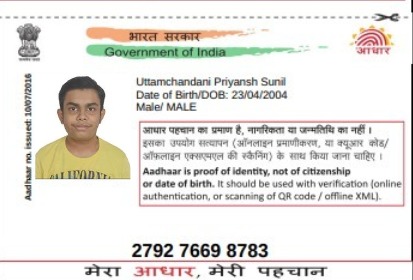 भारत सरकार
Government of India
आधार
Aadhaar no. issued: 10/07/2016
Uttamchandani Priyansh Sunil
Date of Birth/DOB: 23/04/2004
Male/ MALE
आधार पहचान का प्रमाण है, नागरिकता या जन्मतिथि का नहीं ।
इसका उपयोग सत्यापन (ऑनलाइन प्रमाणीकरण, या क्यूआर कोड/
ऑफलाइन एक्सएमएल की स्कैनिंग) के साथ किया जाना चाहिए ।
Aadhaar is proof of identity, not of citizenship
or date of birth. It should be used with verification (online
authentication, or scanning of QR code / offline XML).
2792 7669 8783
मेरा आधार, मेरी पहचान